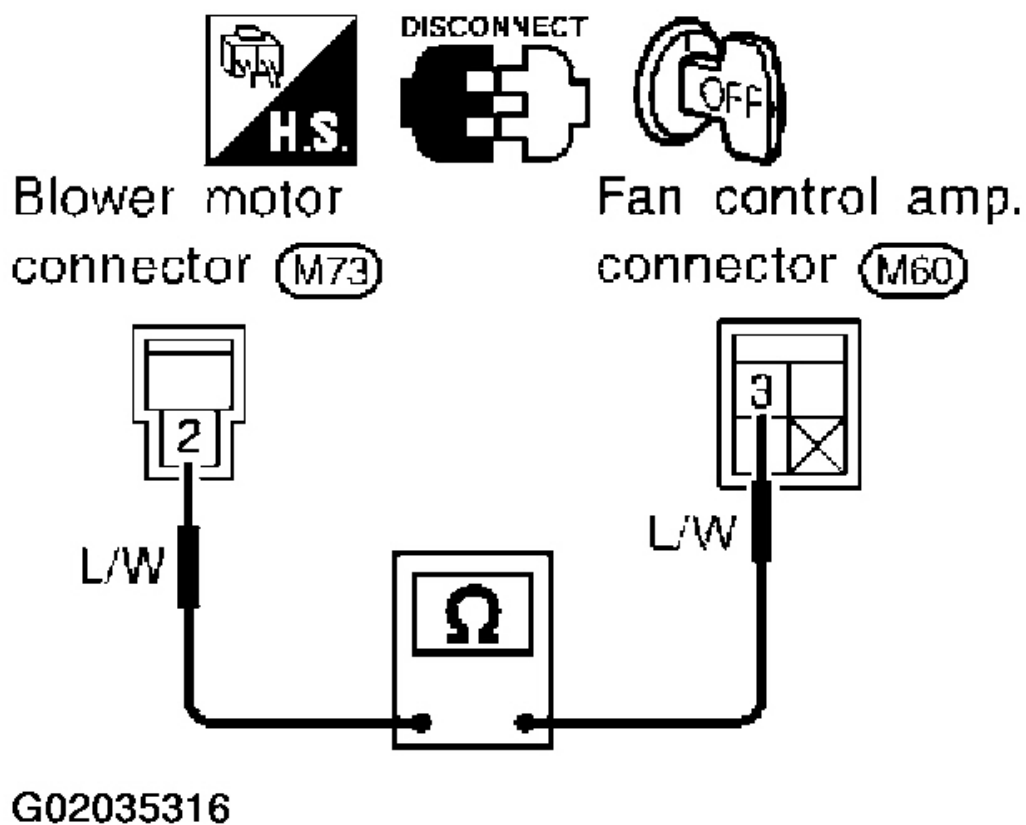 DISCONNECT
H.S.
OFF
Blower motor
connector M73
Fan control amp.
connector M60
2
3
L/W
L/W
Ω
G02035316